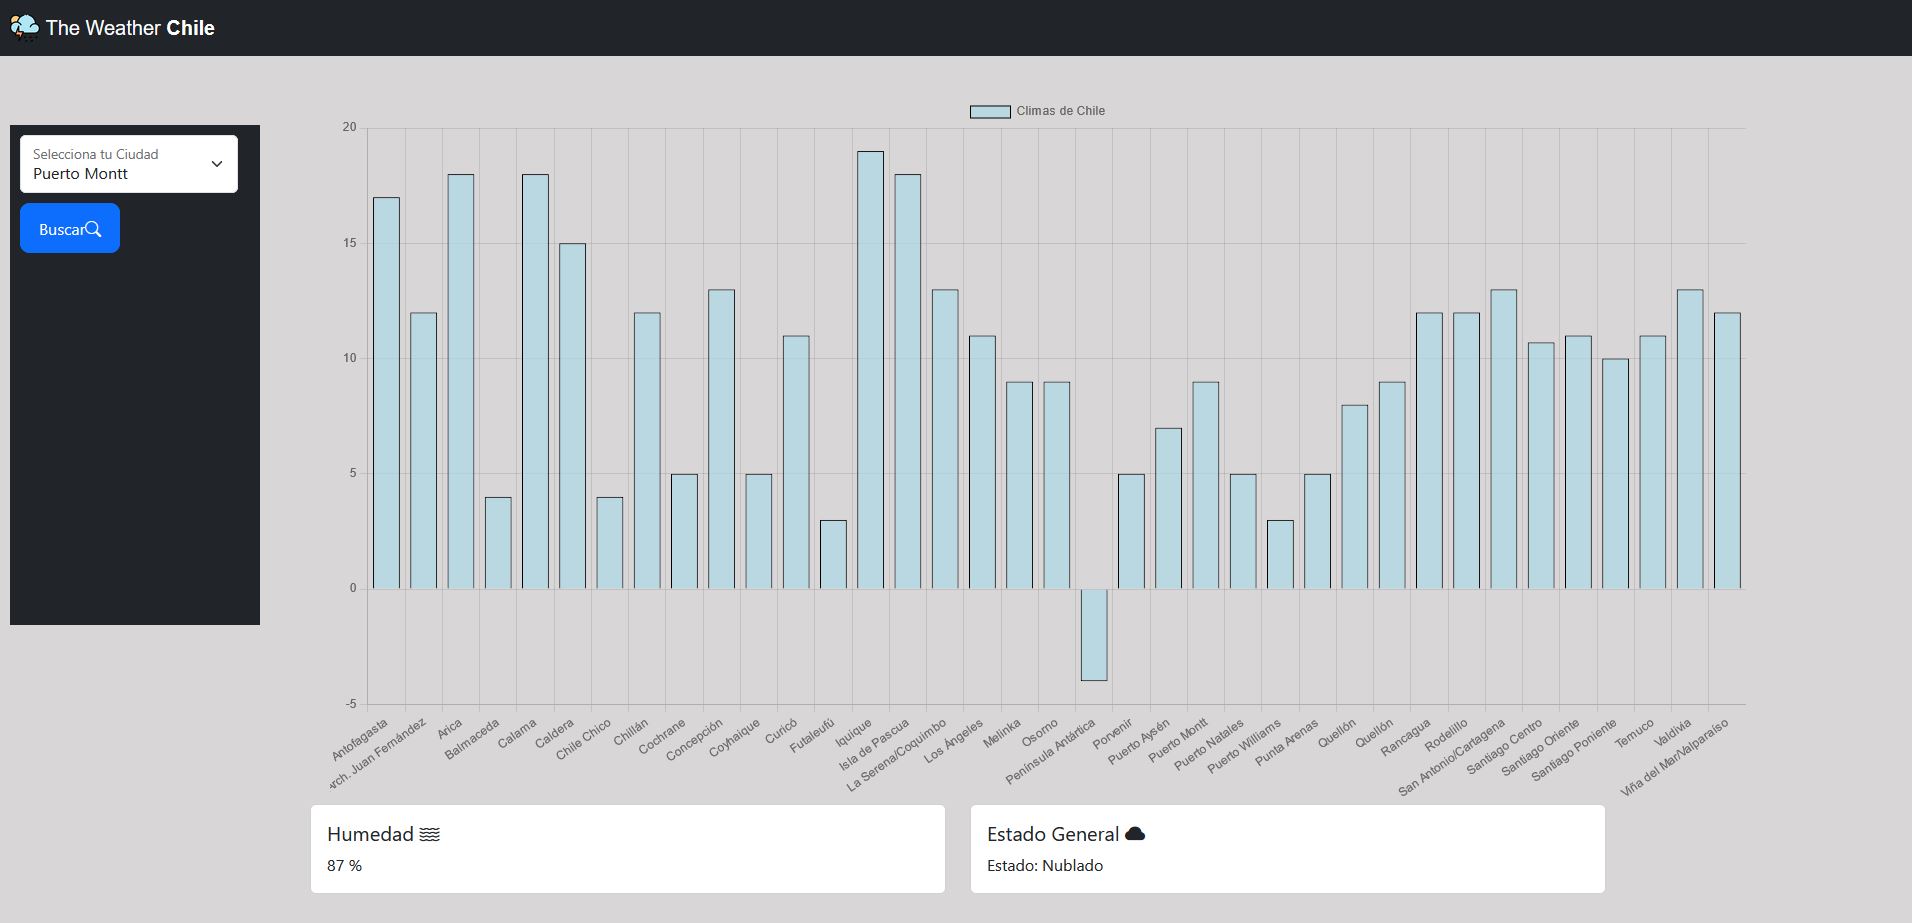 The Weather Chile
Selecciona tu Ciudad
Puerto Montt
Buscar
Climas de Chile
20
15
10
5
0
-5
Antofagasta
Arch. Juan Fernández
Arica
Balmaceda
Calama
Caldera
Chile Chico
Chillán
Cochrane
Concepción
Coyhaique
Curicó
Futaleufú
Iquique
Isla de Pascua
La Serena/Coquimbo
Los Ángeles
Melinka
Osorno
Península Antártica
Porvenir
Puerto Aysén
Puerto Montt
Puerto Natales
Puerto Williams
Punta Arenas
Quellón
Quellón
Rancagua
Rodelillo
San Antonio/Cartagena
Santiago Centro
Santiago Oriente
Santiago Poniente
Temuco
Valdivia
Viña del Mar/Valparaíso
Humedad
87 %
Estado General
Estado: Nublado